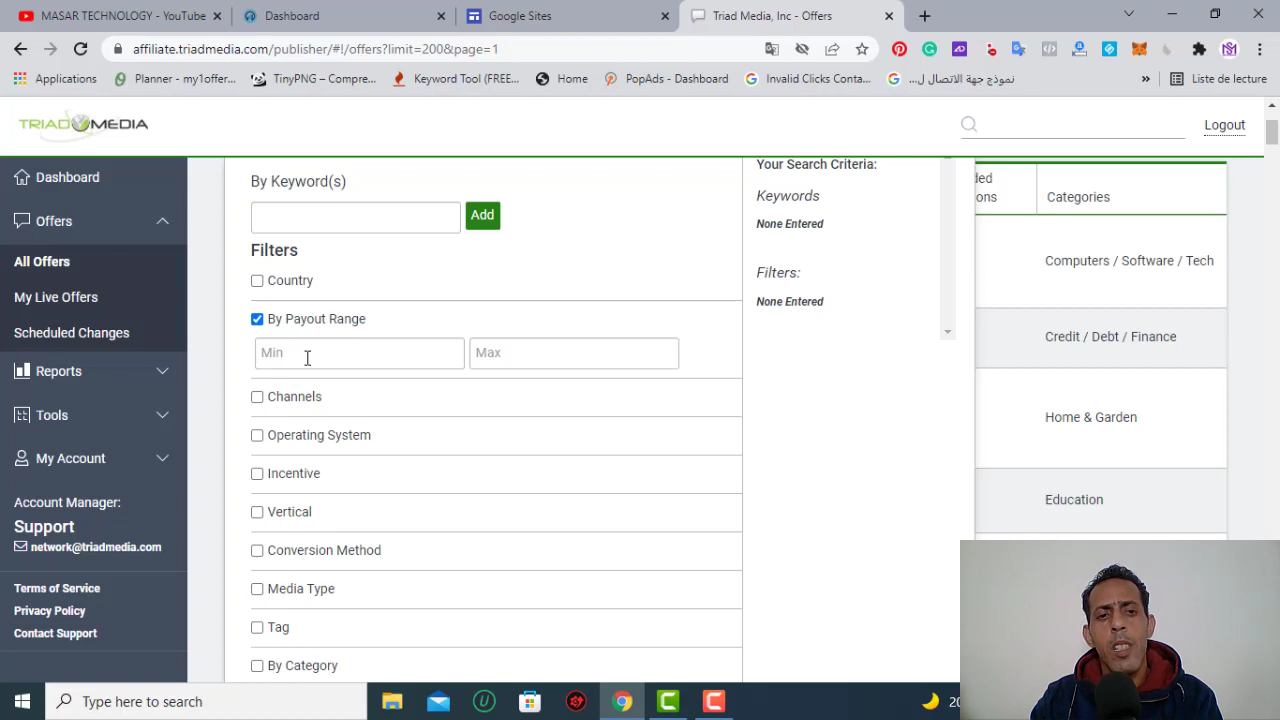 MASAR TECHNOLOGY - YouTube
Dashboard
Google Sites
Triad Media, Inc - Offers
affiliate.triadmedia.com/publisher/#!/offers?limit=200&page=1
Applications
Planner - my1offer...
TinyPNG – Compre...
Keyword Tool (FREE...
Home
PopAds - Dashboard
Invalid Clicks Conta...
نموذج جهة الاتصال ل...
»
Liste de lecture
TRIAD MEDIA
Logout
Dashboard
Offers
All Offers
My Live Offers
Scheduled Changes
Reports
Tools
My Account
Account Manager:
Support
network@triadmedia.com
Terms of Service
Privacy Policy
Contact Support
By Keyword(s)
Add
Filters
Country
By Payout Range
Min
Max
Channels
Operating System
Incentive
Vertical
Conversion Method
Media Type
Tag
By Category
Your Search Criteria:
Keywords
None Entered
Filters:
None Entered
Categories
Computers / Software / Tech
Credit / Debt / Finance
Home & Garden
Education
Type here to search